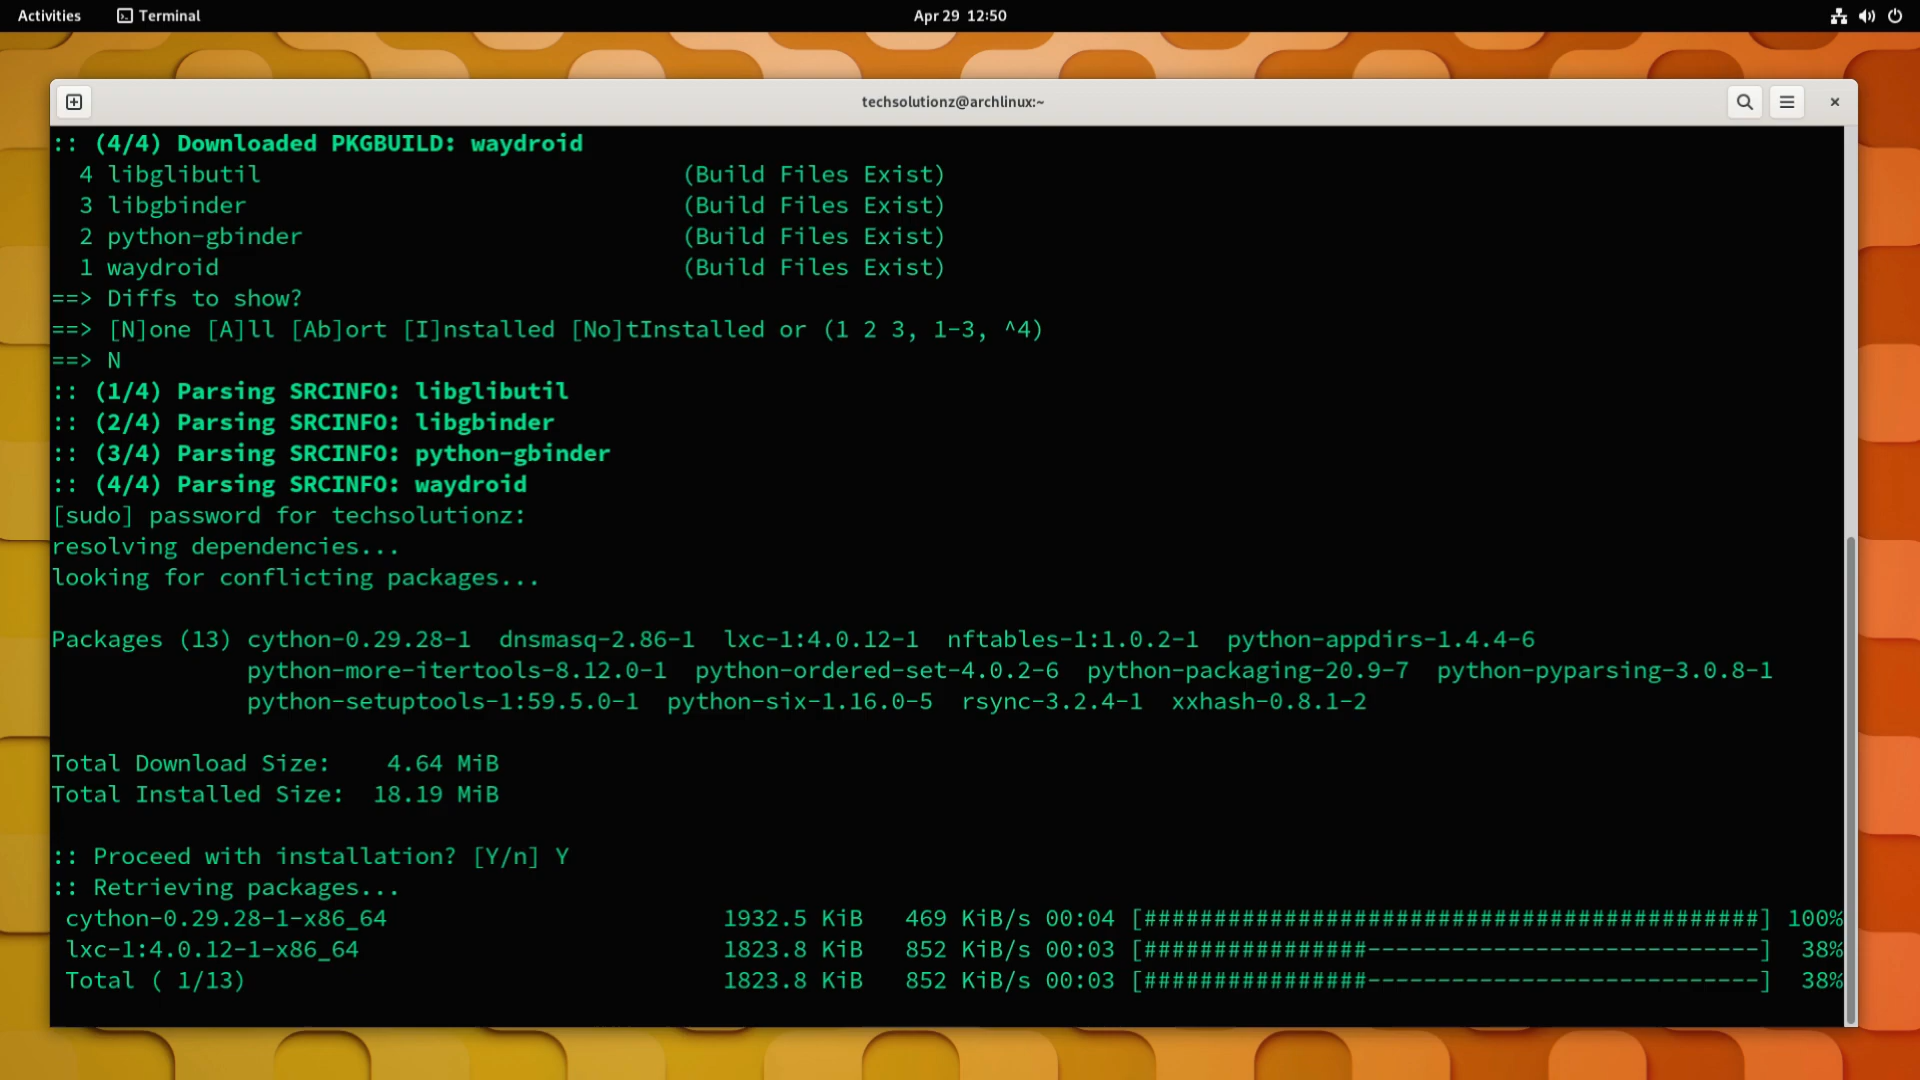 Activities Terminal Apr 29 12:50
techsolutionz@archlinux:~
:: (4/4) Downloaded PKGBUILD: waydroid
4 libglibutil (Build Files Exist)
3 libgbinder (Build Files Exist)
2 python-gbinder (Build Files Exist)
1 waydroid (Build Files Exist)
==> Diffs to show?
==> [N]one [A]ll [Ab]ort [I]nstalled [No]tInstalled or (1 2 3, 1-3, ^4)
==> N
:: (1/4) Parsing SRCINFO: libglibutil
:: (2/4) Parsing SRCINFO: libgbinder
:: (3/4) Parsing SRCINFO: python-gbinder
:: (4/4) Parsing SRCINFO: waydroid
[sudo] password for techsolutionz:
resolving dependencies...
looking for conflicting packages...
Packages (13) cython-0.29.28-1 dnsmasq-2.86-1 lxc-1:4.0.12-1 nftables-1:1.0.2-1 python-appdirs-1.4.4-6
python-more-itertools-8.12.0-1 python-ordered-set-4.0.2-6 python-packaging-20.9-7 python-pyparsing-3.0.8-1
python-setuptools-1:59.5.0-1 python-six-1.16.0-5 rsync-3.2.4-1 xxhash-0.8.1-2
Total Download Size: 4.64 MiB
Total Installed Size: 18.19 MiB
:: Proceed with installation? [Y/n] Y
:: Retrieving packages...
cython-0.29.28-1-x86_64 1932.5 KiB 469 KiB/s 00:04 [############################################] 100%
lxc-1:4.0.12-1-x86_64 1823.8 KiB 852 KiB/s 00:03 [################----------------------------] 38%
Total ( 1/13) 1823.8 KiB 852 KiB/s 00:03 [################----------------------------] 38%